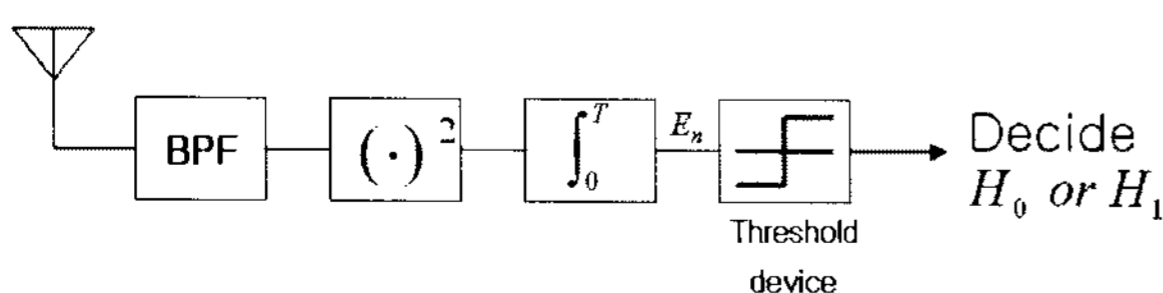 BPF
(·)²
∫₀ᵀ
Eₙ
Threshold
device
Decide
H₀ or H₁